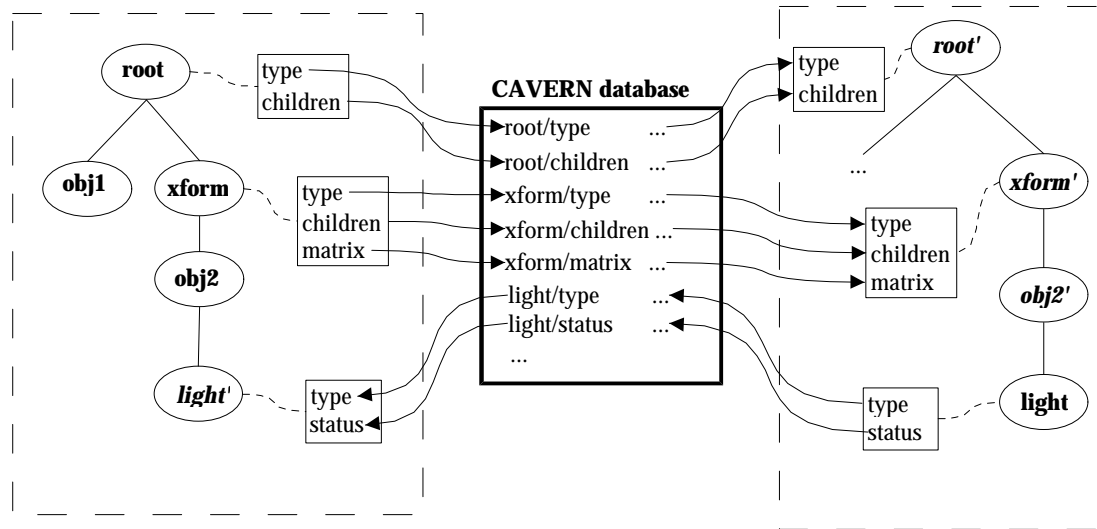 root
type
children
obj1
xform
type
children
matrix
obj2
light'
type
status
CAVERN database
root/type ...
root/children ...
xform/type ...
xform/children ...
xform/matrix ...
light/type ...
light/status ...
...
root'
type
children
...
xform'
type
children
matrix
obj2'
type
status
light